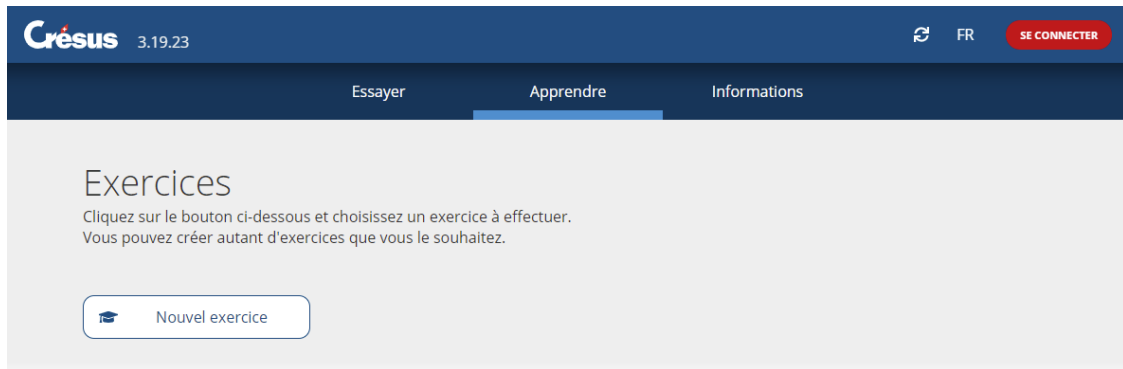 Crésus 3.19.23 FR SE CONNECTER
Essayer Apprendre Informations
Exercices
Cliquez sur le bouton ci-dessous et choisissez un exercice à effectuer.
Vous pouvez créer autant d'exercices que vous le souhaitez.
Nouvel exercice